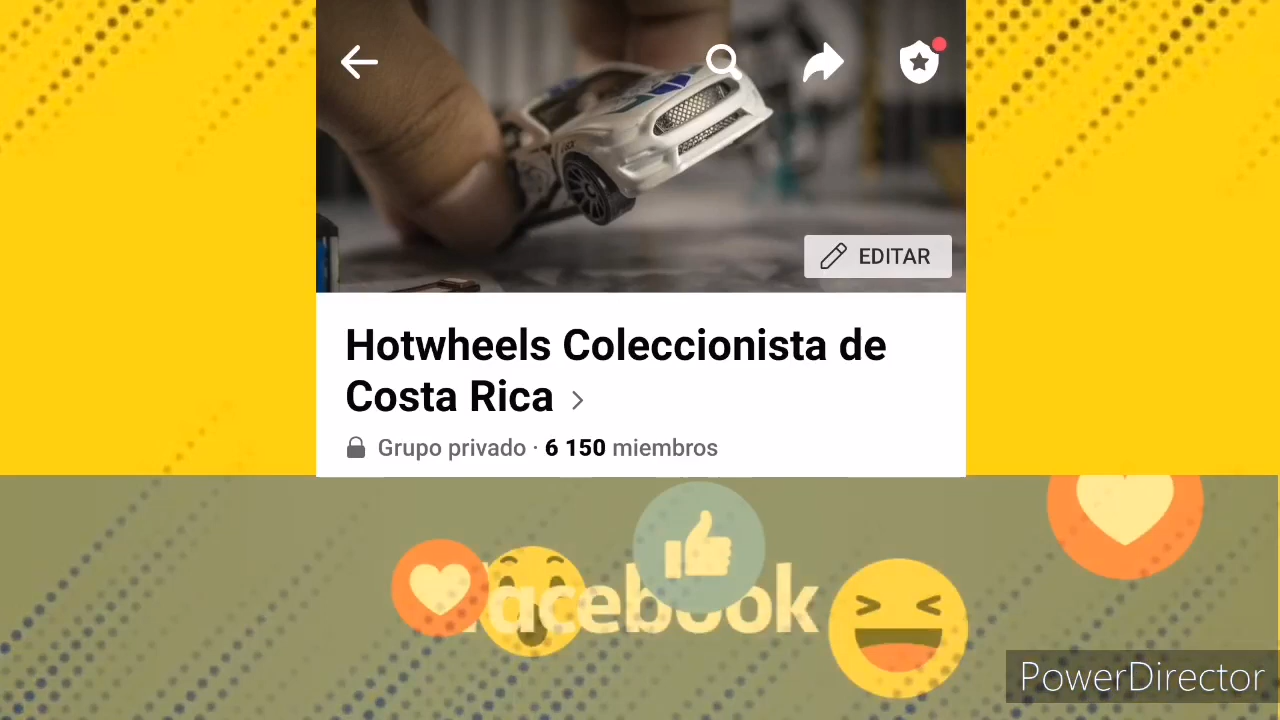 EDITAR
Hotwheels Coleccionista de
Costa Rica
Grupo privado · 6 150 miembros
facebook
PowerDirector